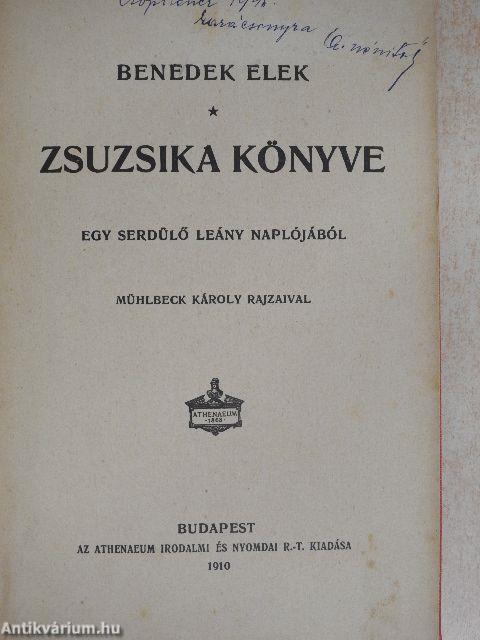 karácsonyra
BENEDEK ELEK
ZSUZSIKA KÖNYVE
EGY SERDÜLŐ LEÁNY NAPLÓJÁBÓL
MÜHLBECK KÁROLY RAJZAIVAL
ATHENAEUM
1868
BUDAPEST
AZ ATHENAEUM IRODALMI ÉS NYOMDAI R.-T. KIADÁSA
1910
Antikvárium.hu